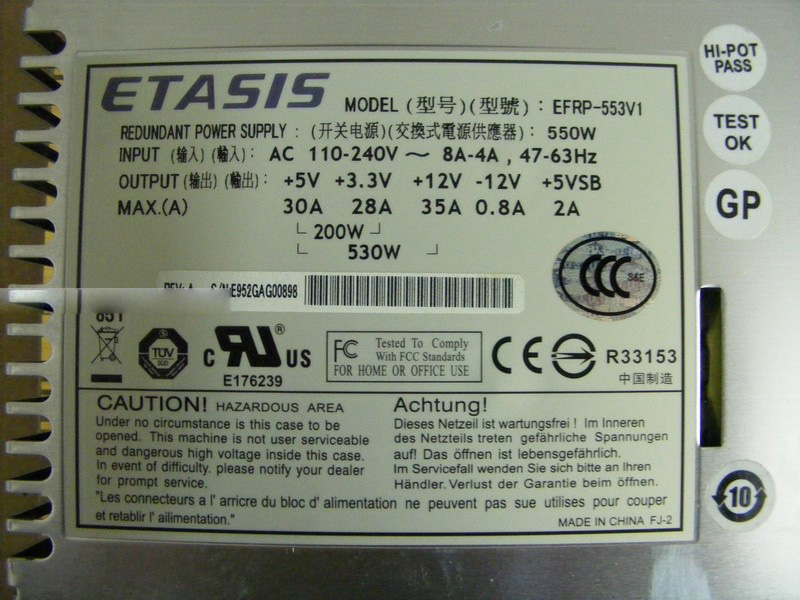 HI-POT
PASS
ETASIS
MODEL (型号)(型號): EFRP-553V1
TEST
OK
REDUNDANT POWER SUPPLY : (开关电源)(交換式電源供應器): 550W
INPUT (输入) (輸入): AC 110-240V ~ 8A-4A , 47-63Hz
OUTPUT (输出) (輸出): +5V +3.3V +12V -12V +5VSB
GP
MAX.(A) 30A 28A 35A 0.8A 2A
200W
530W
CCC S&E
REV: A S/N:E952GAG00898
651
TÜV
SÜD
c RU ® US
E176239
FC Tested To Comply
With FCC Standards
FOR HOME OR OFFICE USE
CE
R33153
中国制造
CAUTION! HAZARDOUS AREA
Under no circumstance is this case to be
opened. This machine is not user serviceable
and dangerous high voltage inside this case.
In event of difficulty. please notify your dealer
for prompt service.
Achtung!
Dieses Netzeil ist wartungsfrei ! Im Inneren
des Netzteils treten gefährliche Spannungen
auf! Das öffnen ist lebensgefährlich.
Im Servicefall wenden Sie sich bitte an Ihren
Händler. Verlust der Garantie beim öffnen.
"Les connecteurs a l' arricre du bloc d' alimentation ne peuvent pas sue utilises pour couper
et retablir l' ailimentation."
MADE IN CHINA FJ-2
10